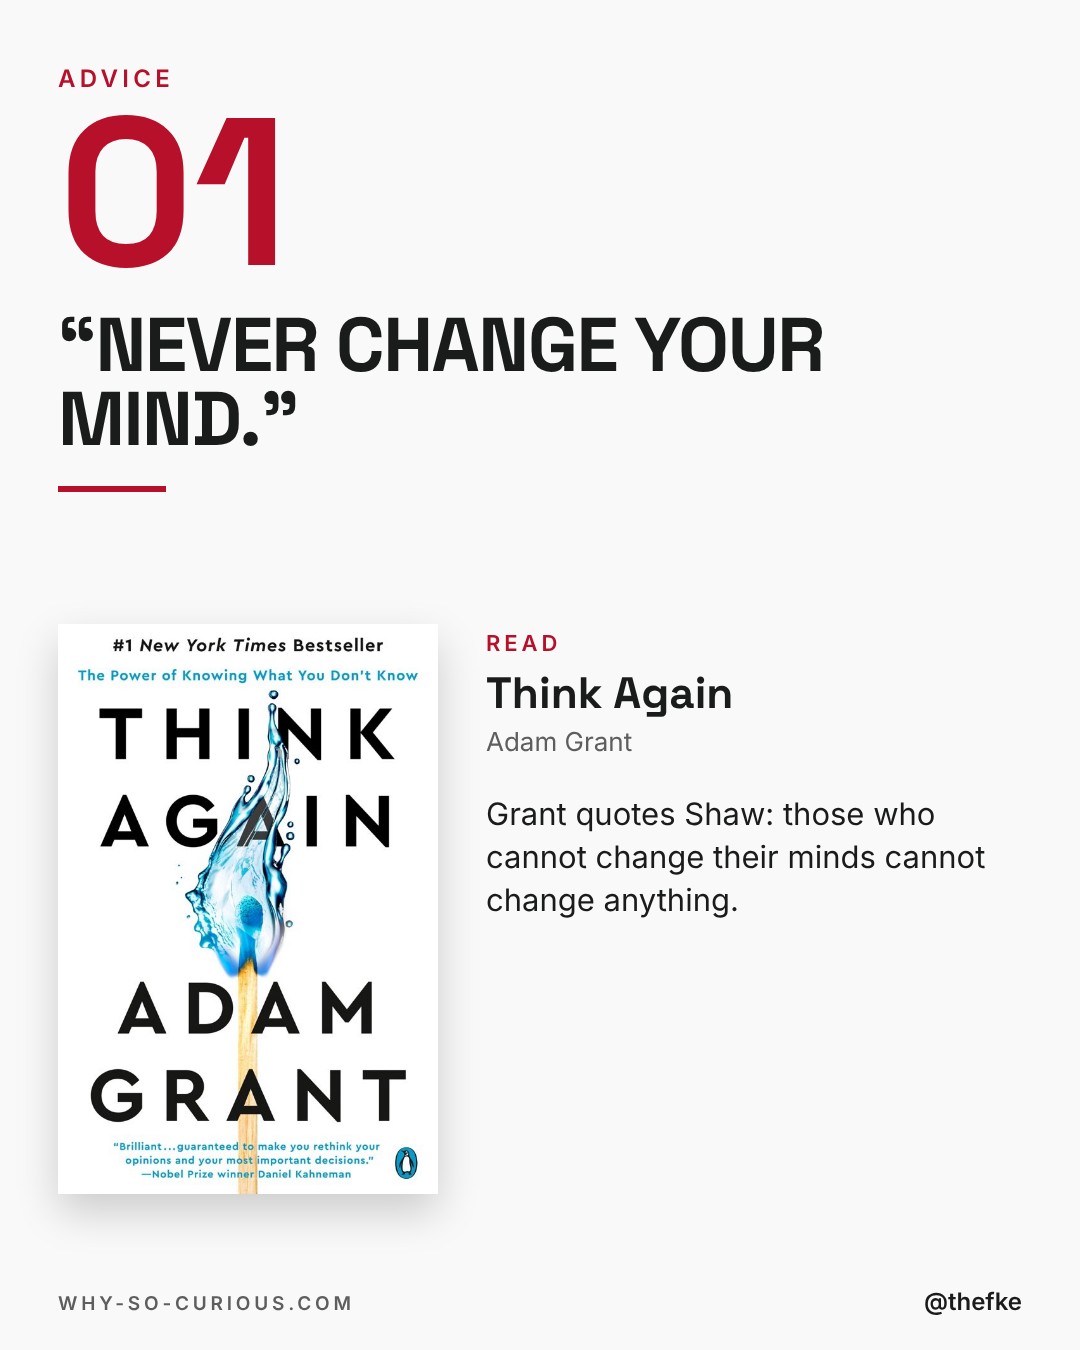 ADVICE
01
“NEVER CHANGE YOUR
MIND.”
#1 New York Times Bestseller
The Power of Knowing What You Don't Know
THINK
AGAIN
ADAM
GRANT
“Brilliant...guaranteed to make you rethink your
opinions and your most important decisions.”
—Nobel Prize winner Daniel Kahneman
READ
Think Again
Adam Grant
Grant quotes Shaw: those who
cannot change their minds cannot
change anything.
WHY-SO-CURIOUS.COM
@thefke